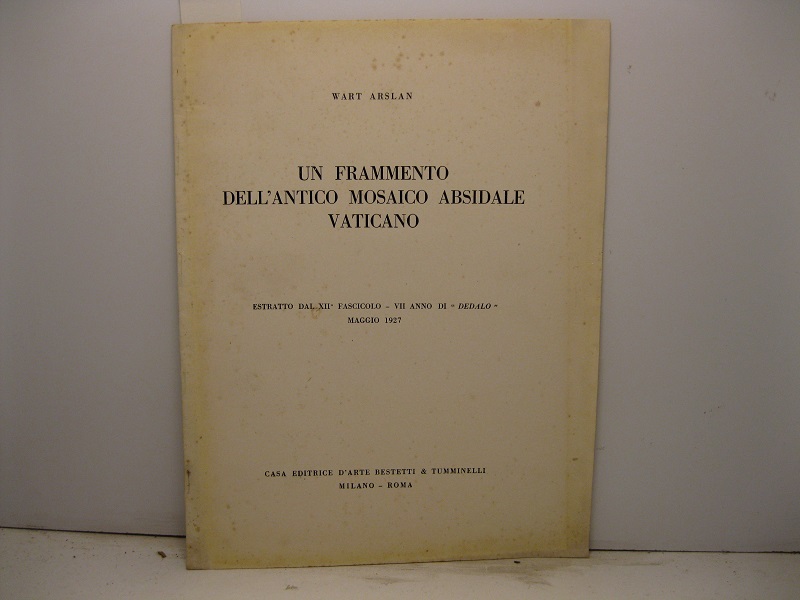 WART ARSLAN
UN FRAMMENTO
DELL'ANTICO MOSAICO ABSIDALE
VATICANO
ESTRATTO DAL XII° FASCICOLO - VII ANNO DI " DEDALO "
MAGGIO 1927
CASA EDITRICE D'ARTE BESTETTI & TUMMINELLI
MILANO - ROMA